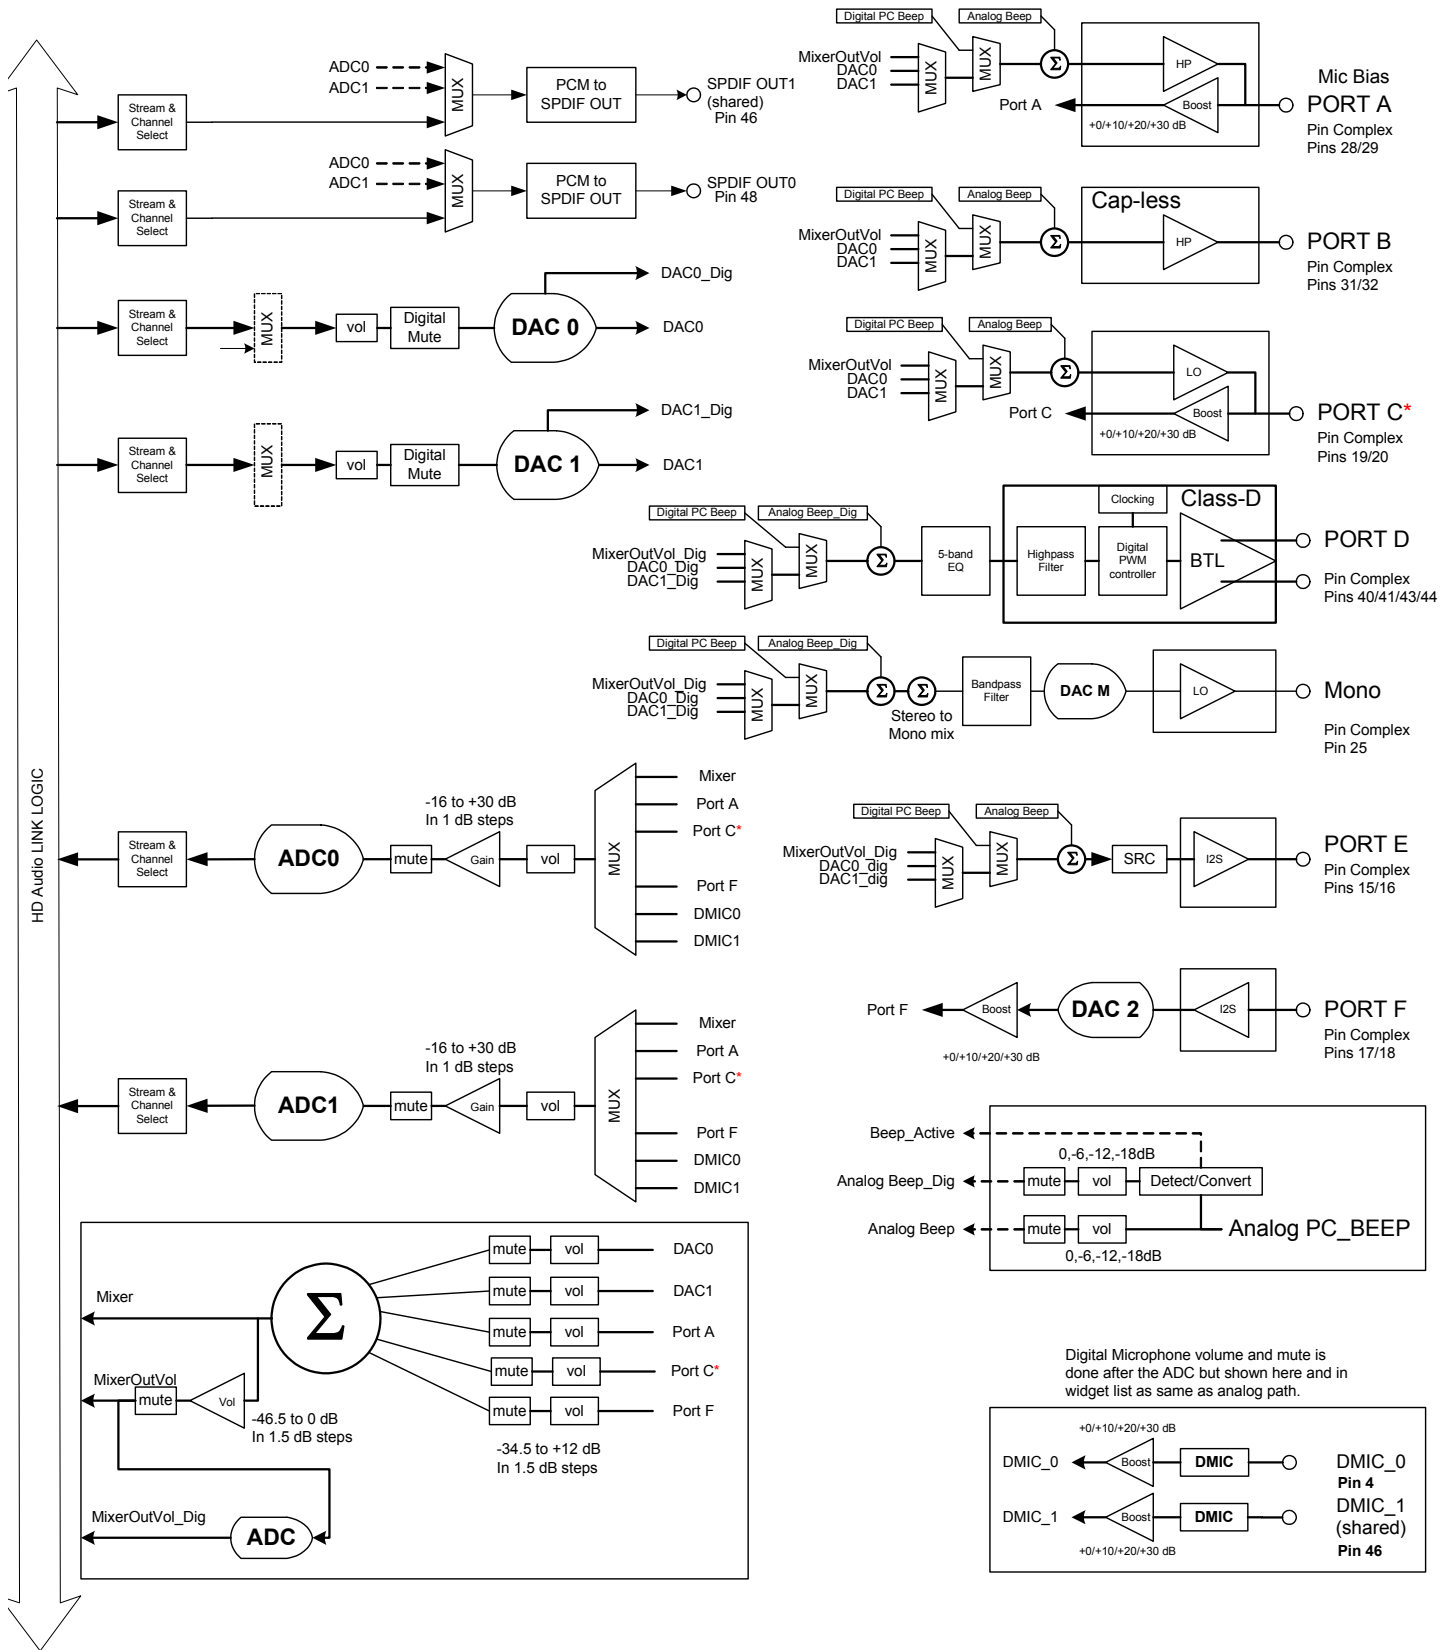 HD Audio LINK LOGIC
ADC0
ADC1
MUX
Stream &
Channel
Select
PCM to
SPDIF OUT
SPDIF OUT1
(shared)
Pin 46
ADC0
ADC1
MUX
Stream &
Channel
Select
PCM to
SPDIF OUT
SPDIF OUT0
Pin 48
Stream &
Channel
Select
MUX
vol
Digital
Mute
DAC 0
DAC0_Dig
DAC0
Stream &
Channel
Select
MUX
vol
Digital
Mute
DAC 1
DAC1_Dig
DAC1
Digital PC Beep
Analog Beep
MixerOutVol
DAC0
DAC1
MUX
MUX
Σ
HP
Port A
Boost
+0/+10/+20/+30 dB
Mic Bias
PORT A
Pin Complex
Pins 28/29
Digital PC Beep
Analog Beep
MixerOutVol
DAC0
DAC1
MUX
MUX
Σ
Cap-less
HP
PORT B
Pin Complex
Pins 31/32
Digital PC Beep
Analog Beep
MixerOutVol
DAC0
DAC1
MUX
MUX
Σ
LO
Port C
Boost
+0/+10/+20/+30 dB
PORT C*
Pin Complex
Pins 19/20
Digital PC Beep
Analog Beep_Dig
MixerOutVol_Dig
DAC0_Dig
DAC1_Dig
MUX
MUX
Σ
5-band
EQ
Highpass
Filter
Clocking
Digital
PWM
controller
Class-D
BTL
PORT D
Pin Complex
Pins 40/41/43/44
Digital PC Beep
Analog Beep_Dig
MixerOutVol_Dig
DAC0_Dig
DAC1_Dig
MUX
MUX
Σ
Σ
Stereo to
Mono mix
Bandpass
Filter
DAC M
LO
Mono
Pin Complex
Pin 25
Stream &
Channel
Select
ADC0
mute
-16 to +30 dB
In 1 dB steps
Gain
vol
MUX
Mixer
Port A
Port C*
Port F
DMIC0
DMIC1
Digital PC Beep
Analog Beep
MixerOutVol_Dig
DAC0_dig
DAC1_dig
MUX
MUX
Σ
SRC
I2S
PORT E
Pin Complex
Pins 15/16
Port F
Boost
+0/+10/+20/+30 dB
DAC 2
I2S
PORT F
Pin Complex
Pins 17/18
Stream &
Channel
Select
ADC1
mute
-16 to +30 dB
In 1 dB steps
Gain
vol
MUX
Mixer
Port A
Port C*
Port F
DMIC0
DMIC1
Beep_Active
0,-6,-12,-18dB
Analog Beep_Dig
mute
vol
Detect/Convert
Analog Beep
mute
vol
Analog PC_BEEP
0,-6,-12,-18dB
Mixer
Σ
mute
vol
DAC0
mute
vol
DAC1
mute
vol
Port A
mute
vol
Port C*
mute
vol
Port F
MixerOutVol
mute
Vol
-46.5 to 0 dB
In 1.5 dB steps
-34.5 to +12 dB
In 1.5 dB steps
MixerOutVol_Dig
ADC
Digital Microphone volume and mute is
done after the ADC but shown here and in
widget list as same as analog path.
+0/+10/+20/+30 dB
DMIC_0
Boost
DMIC
DMIC_0
Pin 4
DMIC_1
Boost
DMIC
DMIC_1
(shared)
Pin 46
+0/+10/+20/+30 dB